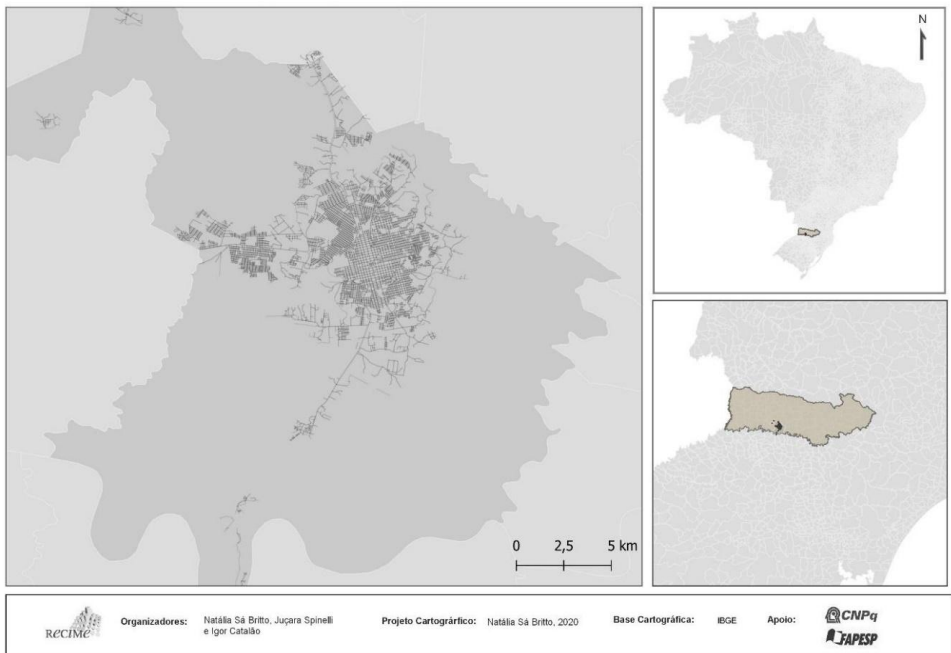 N
0 2,5 5 km
ReCiMe
Organizadores: Natália Sá Britto, Juçara Spinelli
e Igor Catalão
Projeto Cartográrfico: Natália Sá Britto, 2020
Base Cartográfica: IBGE
Apoio: CNPq
FAPESP